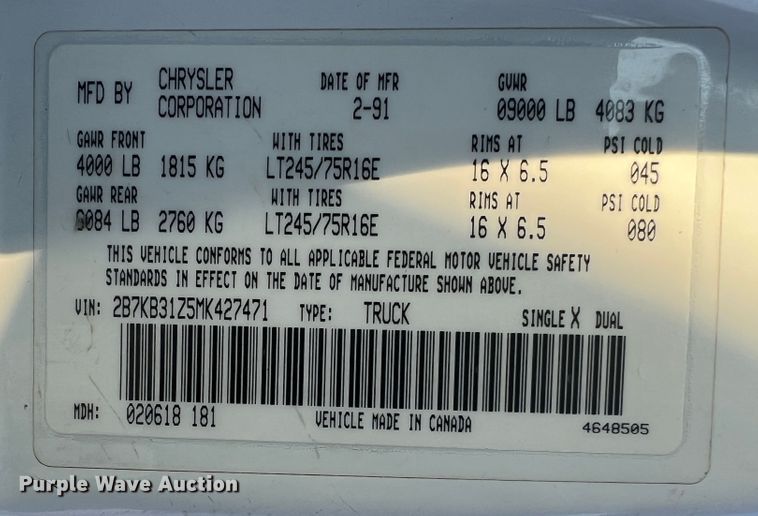 MFD BY CHRYSLER CORPORATION DATE OF MFR 2-91 GVWR 09000 LB 4083 KG
GAWR FRONT WITH TIRES RIMS AT PSI COLD
4000 LB 1815 KG LT245/75R16E 16 X 6.5 045
GAWR REAR WITH TIRES RIMS AT PSI COLD
6084 LB 2760 KG LT245/75R16E 16 X 6.5 080
THIS VEHICLE CONFORMS TO ALL APPLICABLE FEDERAL MOTOR VEHICLE SAFETY
STANDARDS IN EFFECT ON THE DATE OF MANUFACTURE SHOWN ABOVE.
VIN: 2B7KB31Z5MK427471 TYPE: TRUCK SINGLE X DUAL
MDH: 020618 181 VEHICLE MADE IN CANADA 4648505
Purple Wave Auction